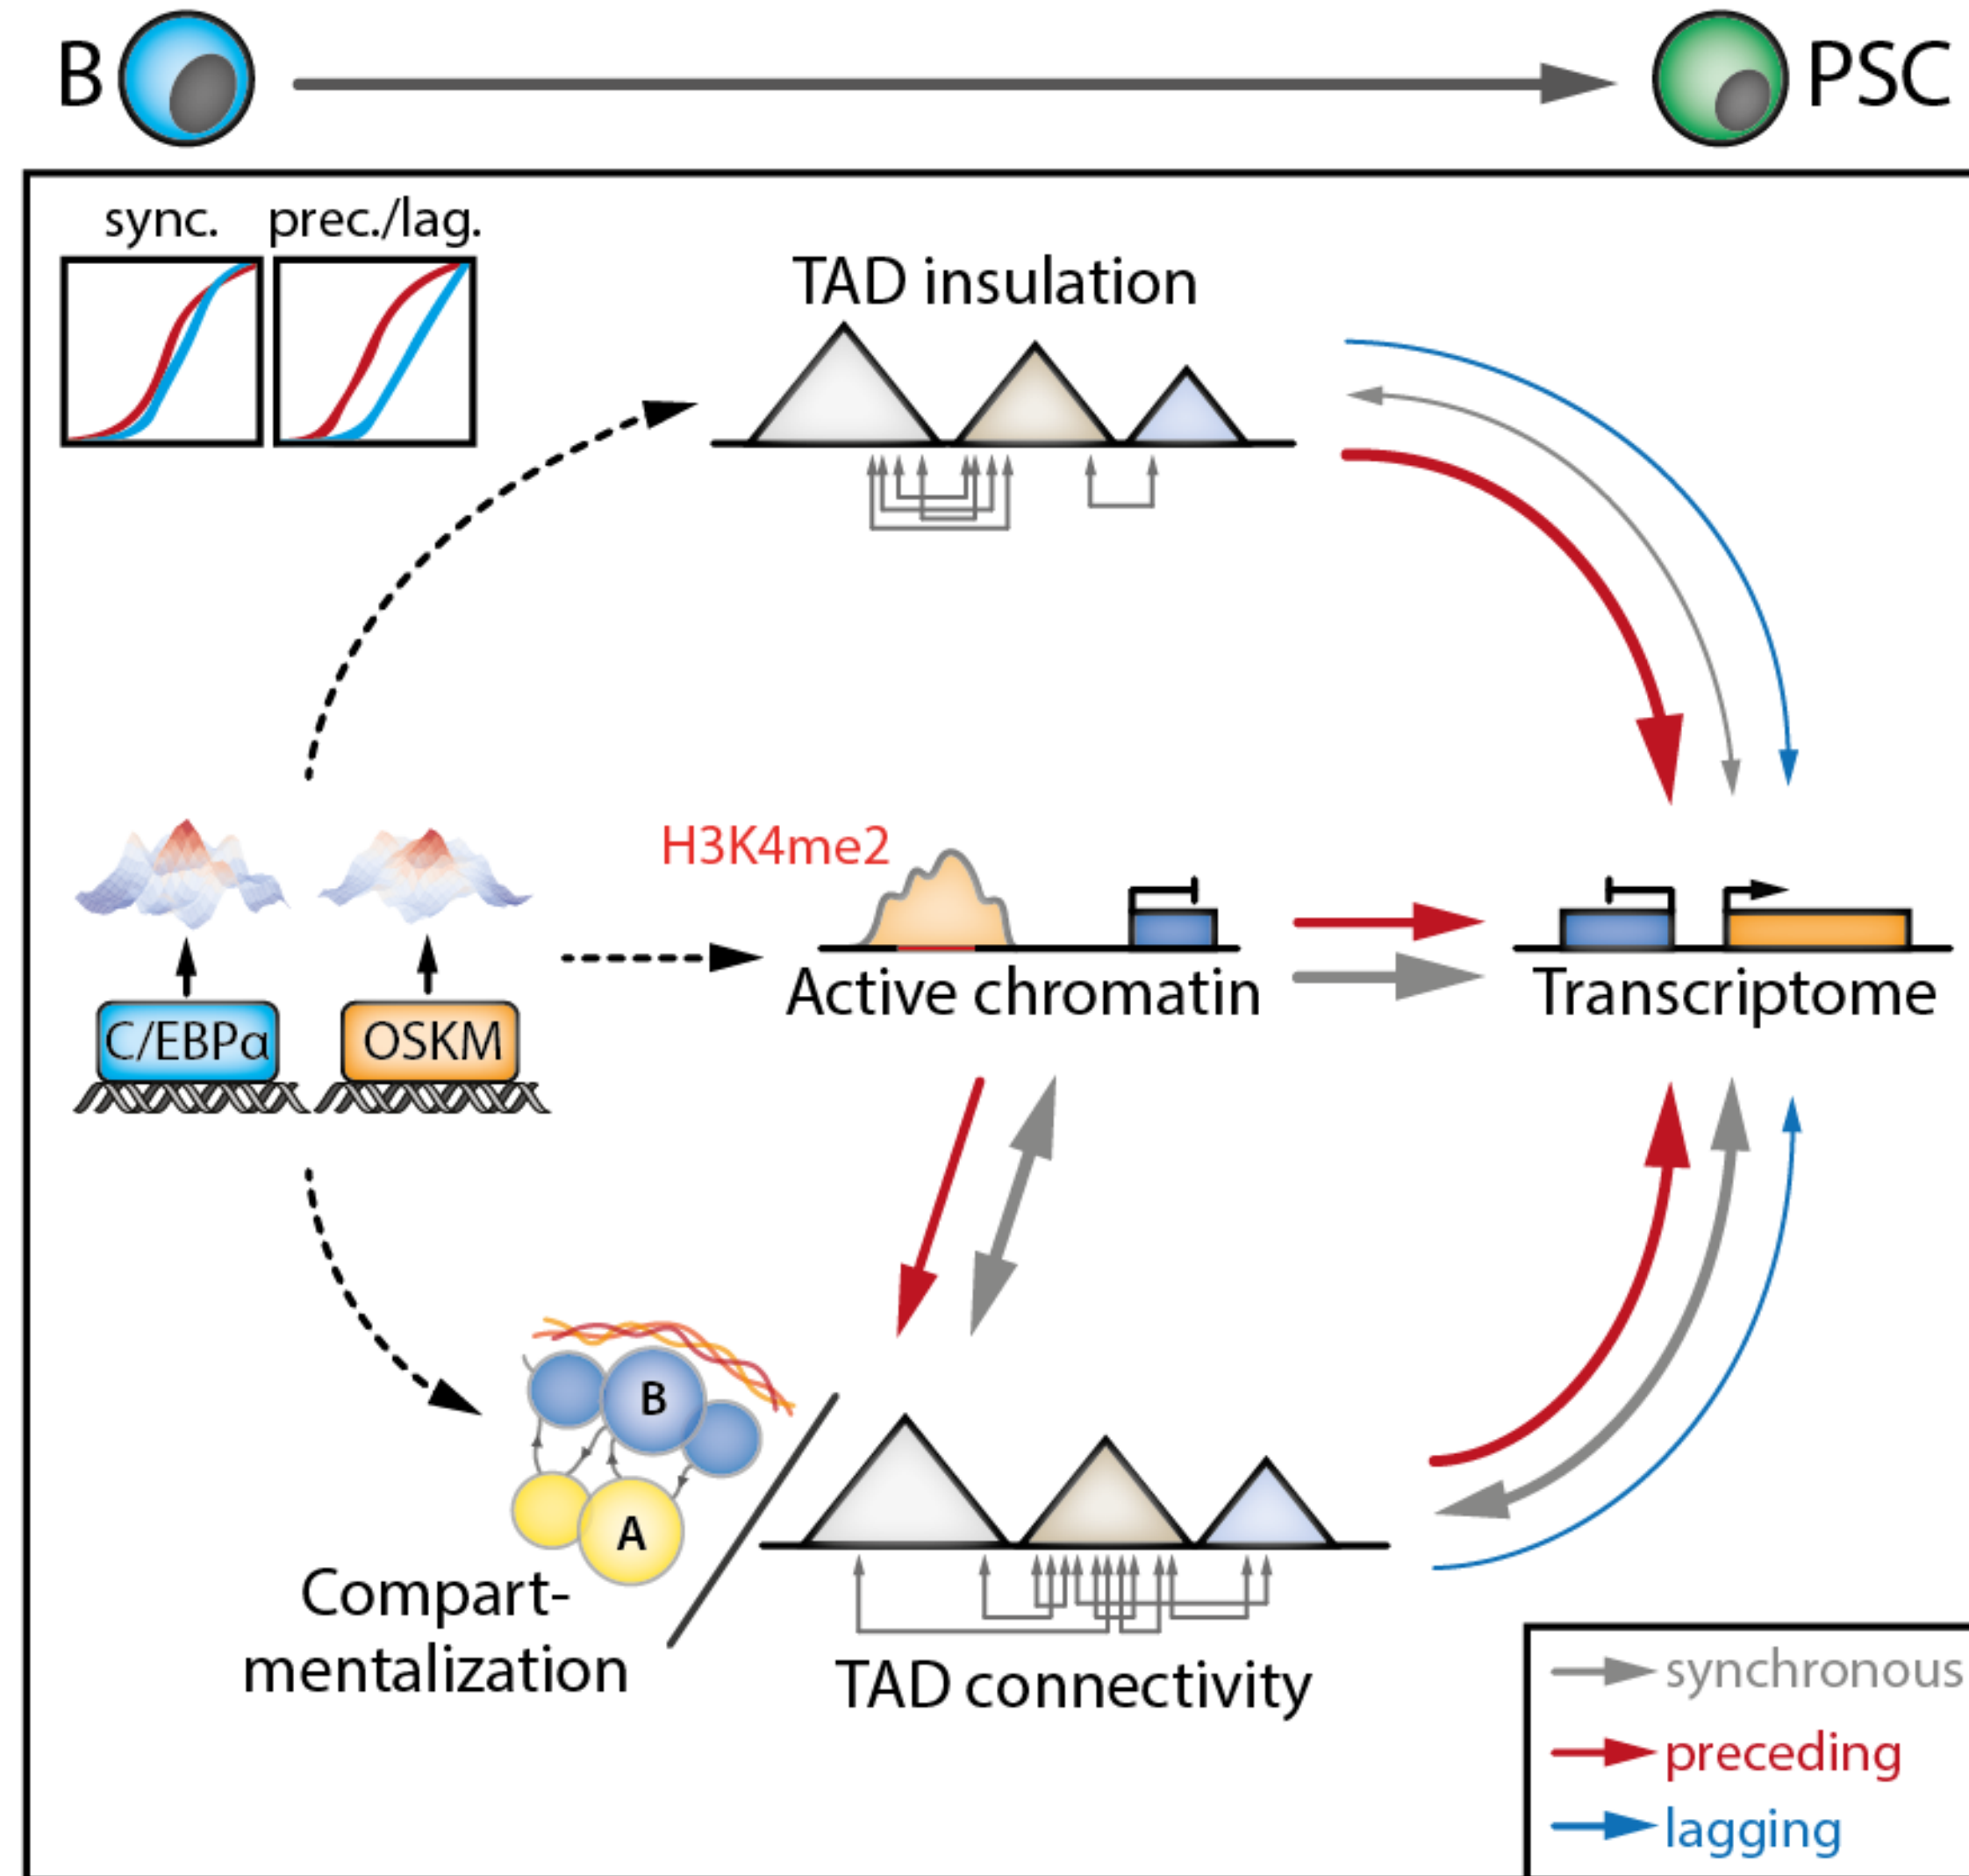 B
PSC
sync.
prec./lag.
TAD insulation
H3K4me2
C/EBPα
OSKM
Active chromatin
Transcriptome
B
A
Compart-
mentalization
TAD connectivity
synchronous
preceding
lagging